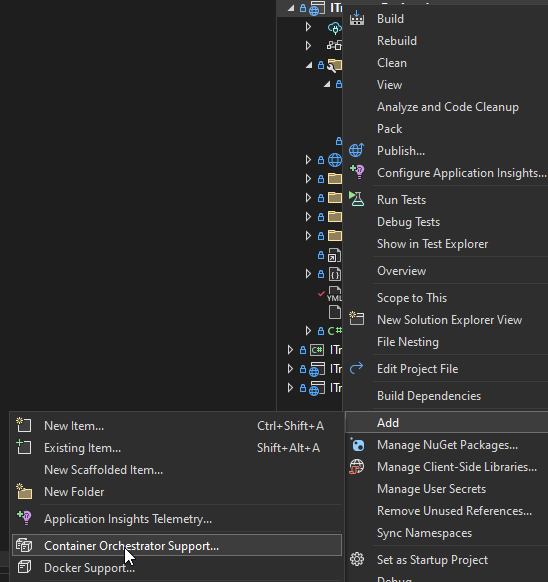 Build
Rebuild
Clean
View
Analyze and Code Cleanup
Pack
Publish...
Configure Application Insights...
Run Tests
Debug Tests
Show in Test Explorer
Overview
Scope to This
New Solution Explorer View
File Nesting
Edit Project File
Build Dependencies
Add
Manage NuGet Packages...
Manage Client-Side Libraries...
Manage User Secrets
Remove Unused References...
Sync Namespaces
Set as Startup Project
Debug
YML
C#
C# ITr
ITr
ITr
New Item... Ctrl+Shift+A
Existing Item... Shift+Alt+A
New Scaffolded Item...
New Folder
Application Insights Telemetry...
Container Orchestrator Support...
Docker Support...